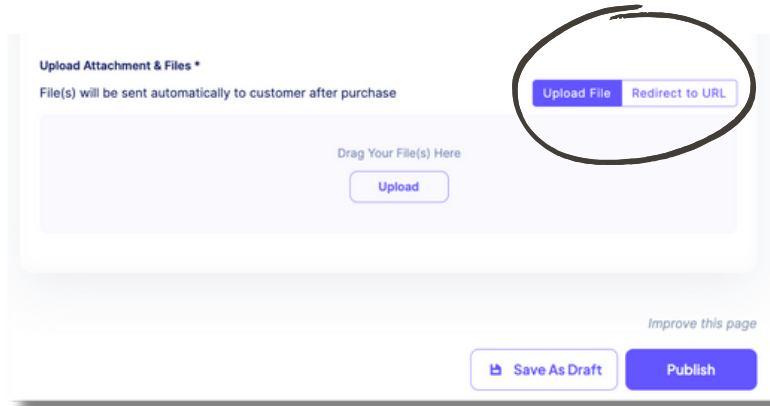 Upload Attachment & Files *
File(s) will be sent automatically to customer after purchase
Upload File
Redirect to URL
Drag Your File(s) Here
Upload
Improve this page
Save As Draft
Publish